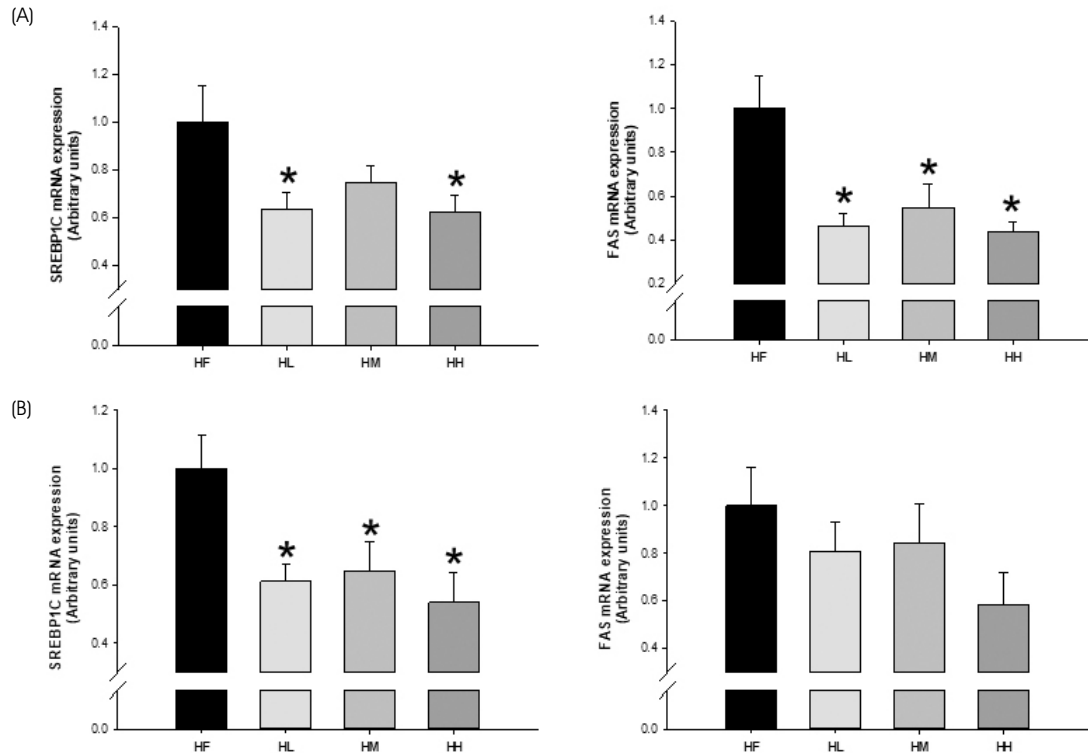 (A)
SREBP1C mRNA expression
(Arbitrary units)
1.4
1.2
1.0
0.8
0.6
0.4
0.0
*
*
HF
HL
HM
HH
FAS mRNA expression
(Arbitrary units)
1.4
1.2
1.0
0.8
0.6
0.4
0.2
0.0
*
*
*
HF
HL
HM
HH
(B)
SREBP1C mRNA expression
(Arbitrary units)
1.2
1.0
0.8
0.6
0.4
0.0
*
*
*
HF
HL
HM
HH
FAS mRNA expression
(Arbitrary units)
1.4
1.2
1.0
0.8
0.6
0.4
0.0
HF
HL
HM
HH